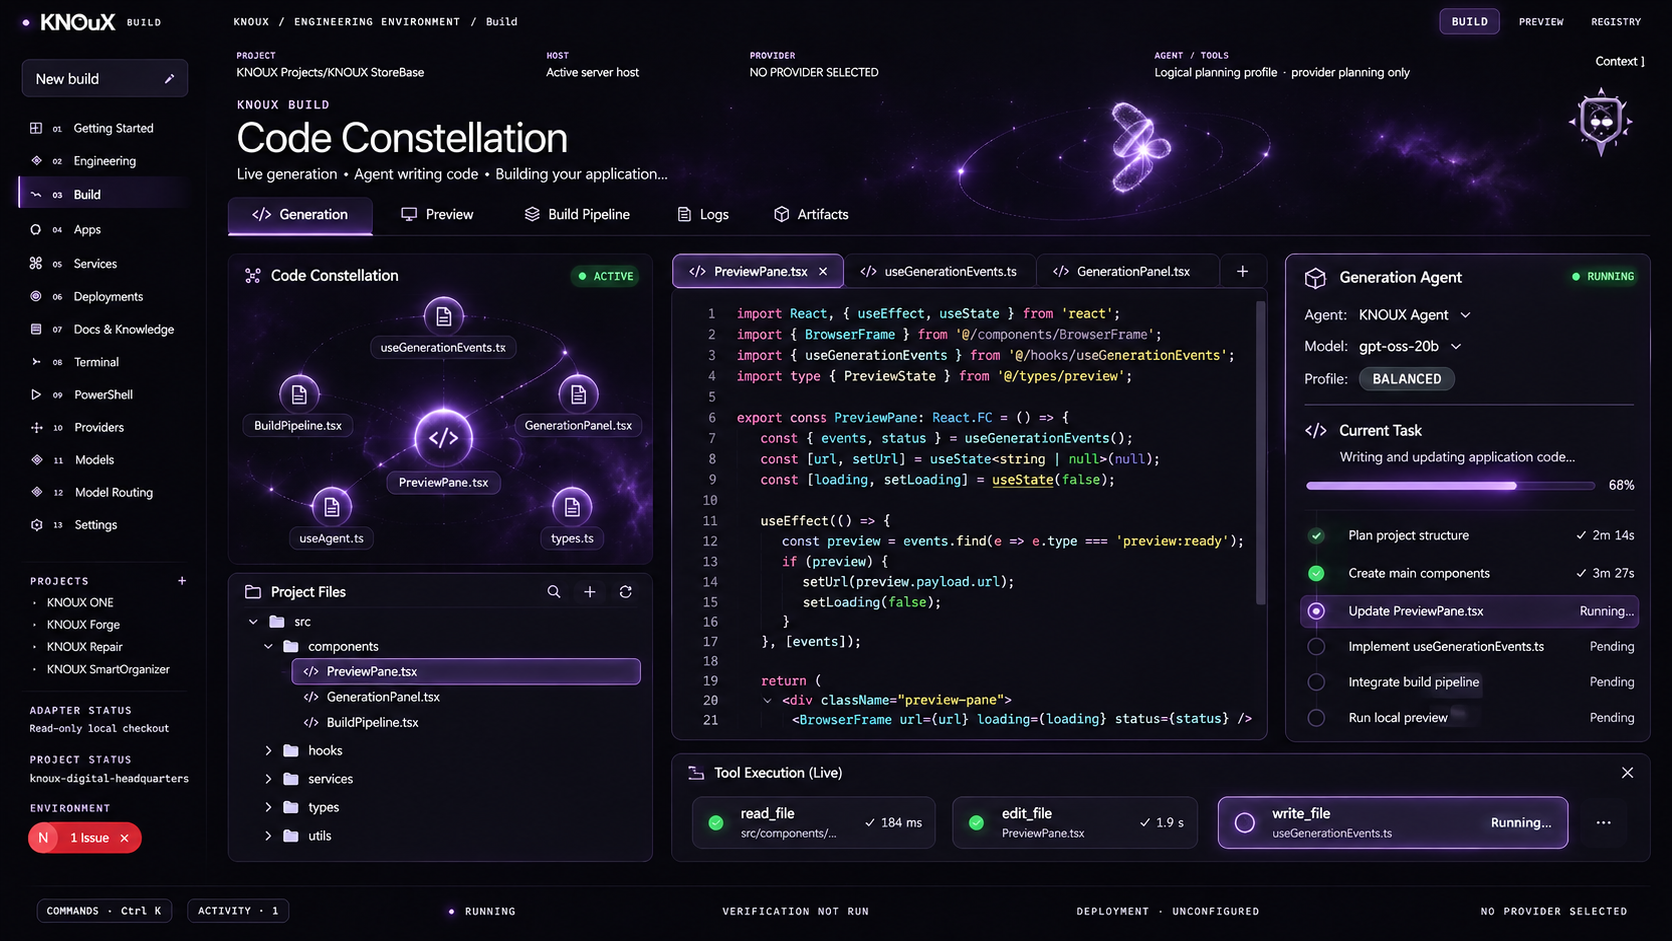 KNOuX BUILD
KNOUX / ENGINEERING ENVIRONMENT / Build
BUILD
PREVIEW
REGISTRY
New build
PROJECT
KNOUX Projects/KNOUX StoreBase
HOST
Active server host
PROVIDER
NO PROVIDER SELECTED
AGENT / TOOLS
Logical planning profile · provider planning only
Context ]
KNOUX BUILD
Code Constellation
Live generation • Agent writing code • Building your application...
01 Getting Started
02 Engineering
03 Build
04 Apps
05 Services
06 Deployments
07 Docs & Knowledge
08 Terminal
09 PowerShell
10 Providers
11 Models
12 Model Routing
13 Settings
PROJECTS +
KNOUX ONE
KNOUX Forge
KNOUX Repair
KNOUX SmartOrganizer
ADAPTER STATUS
Read-only local checkout
PROJECT STATUS
knoux-digital-headquarters
ENVIRONMENT
N 1 Issue ×
</> Generation
Preview
Build Pipeline
Logs
Artifacts
Code Constellation
ACTIVE
useGenerationEvents.tx
BuildPipeline.tsx
GenerationPanel.tsx
</>
PreviewPane.tsx
useAgent.ts
types.ts
Project Files
src
components
</> PreviewPane.tsx
</> GenerationPanel.tsx
</> BuildPipeline.tsx
hooks
services
types
utils
</> PreviewPane.tsx ×
</> useGenerationEvents.ts
</> GenerationPanel.tsx
+
1 import React, { useEffect, useState } from 'react';
2 import { BrowserFrame } from '@/components/BrowserFrame';
3 import { useGenerationEvents } from '@/hooks/useGenerationEvents';
4 import type { PreviewState } from '@/types/preview';
5
6 export conss PreviewPane: React.FC = () => {
7 const { events, status } = useGenerationEvents();
8 const [url, setUrl] = useState<string | null>(null);
9 const [loading, setLoading] = useState(false);
10
11 useEffect(() => {
12 const preview = events.find(e => e.type === 'preview:ready');
13 if (preview) {
14 setUrl(preview.payload.url);
15 setLoading(false);
16 }
17 }, [events]);
18
19 return (
20 <div className="preview-pane">
21 <BrowserFrame url={url} loading={loading} status={status} />
Generation Agent
RUNNING
Agent: KNOUX Agent
Model: gpt-oss-20b
Profile: BALANCED
</> Current Task
Writing and updating application code...
68%
Plan project structure ✓ 2m 14s
Create main components ✓ 3m 27s
Update PreviewPane.tsx Running...
Implement useGenerationEvents.ts Pending
Integrate build pipeline Pending
Run local preview Pending
Tool Execution (Live)
read_file
src/components/...
✓ 184 ms
edit_file
PreviewPane.tsx
✓ 1.9 s
write_file
useGenerationEvents.ts
Running...
...
COMMANDS · Ctrl K
ACTIVITY · 1
RUNNING
VERIFICATION NOT RUN
DEPLOYMENT · UNCONFIGURED
NO PROVIDER SELECTED